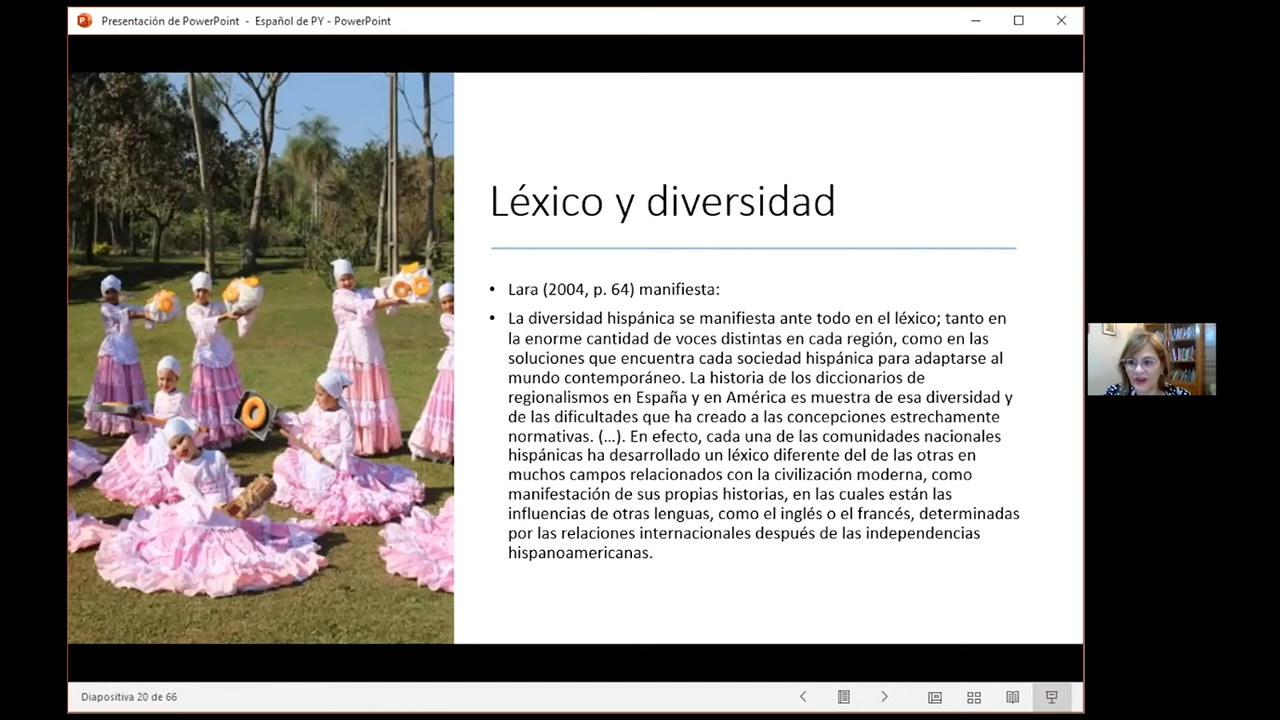 Presentación de PowerPoint - Español de PY - PowerPoint
Léxico y diversidad
• Lara (2004, p. 64) manifiesta:
• La diversidad hispánica se manifiesta ante todo en el léxico; tanto en
la enorme cantidad de voces distintas en cada región, como en las
soluciones que encuentra cada sociedad hispánica para adaptarse al
mundo contemporáneo. La historia de los diccionarios de
regionalismos en España y en América es muestra de esa diversidad y
de las dificultades que ha creado a las concepciones estrechamente
normativas. (...). En efecto, cada una de las comunidades nacionales
hispánicas ha desarrollado un léxico diferente del de las otras en
muchos campos relacionados con la civilización moderna, como
manifestación de sus propias historias, en las cuales están las
influencias de otras lenguas, como el inglés o el francés, determinadas
por las relaciones internacionales después de las independencias
hispanoamericanas.
Diapositiva 20 de 66